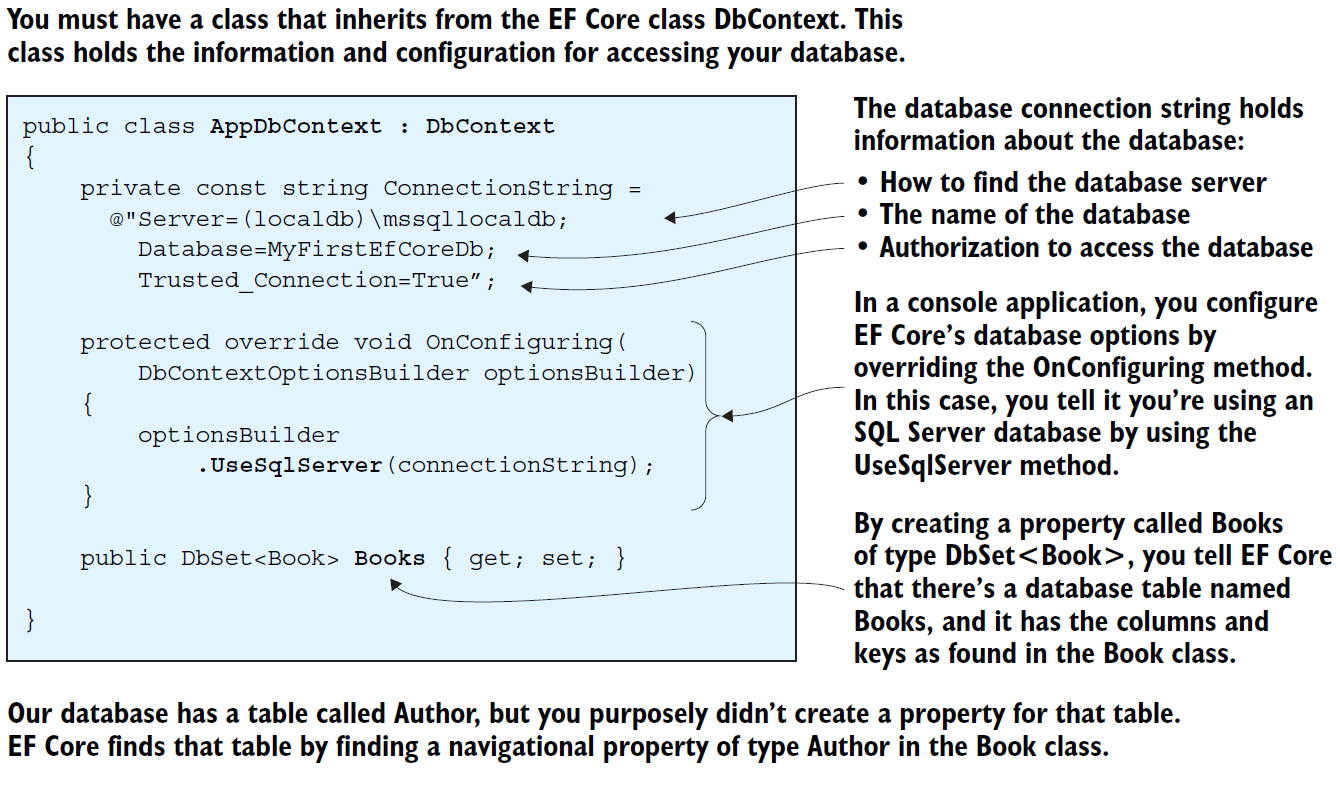 You must have a class that inherits from the EF Core class DbContext. This
class holds the information and configuration for accessing your database.
public class AppDbContext : DbContext
{
    private const string ConnectionString =
      @"Server=(localdb)\mssqllocaldb;
        Database=MyFirstEfCoreDb;
        Trusted_Connection=True”;
    protected override void OnConfiguring(
        DbContextOptionsBuilder optionsBuilder)
    {
        optionsBuilder
            .UseSqlServer(connectionString);
    }
    public DbSet<Book> Books { get; set; }
}
The database connection string holds
information about the database:
• How to find the database server
• The name of the database
• Authorization to access the database
In a console application, you configure
EF Core’s database options by
overriding the OnConfiguring method.
In this case, you tell it you’re using an
SQL Server database by using the
UseSqlServer method.
By creating a property called Books
of type DbSet<Book>, you tell EF Core
that there’s a database table named
Books, and it has the columns and
keys as found in the Book class.
Our database has a table called Author, but you purposely didn’t create a property for that table.
EF Core finds that table by finding a navigational property of type Author in the Book class.